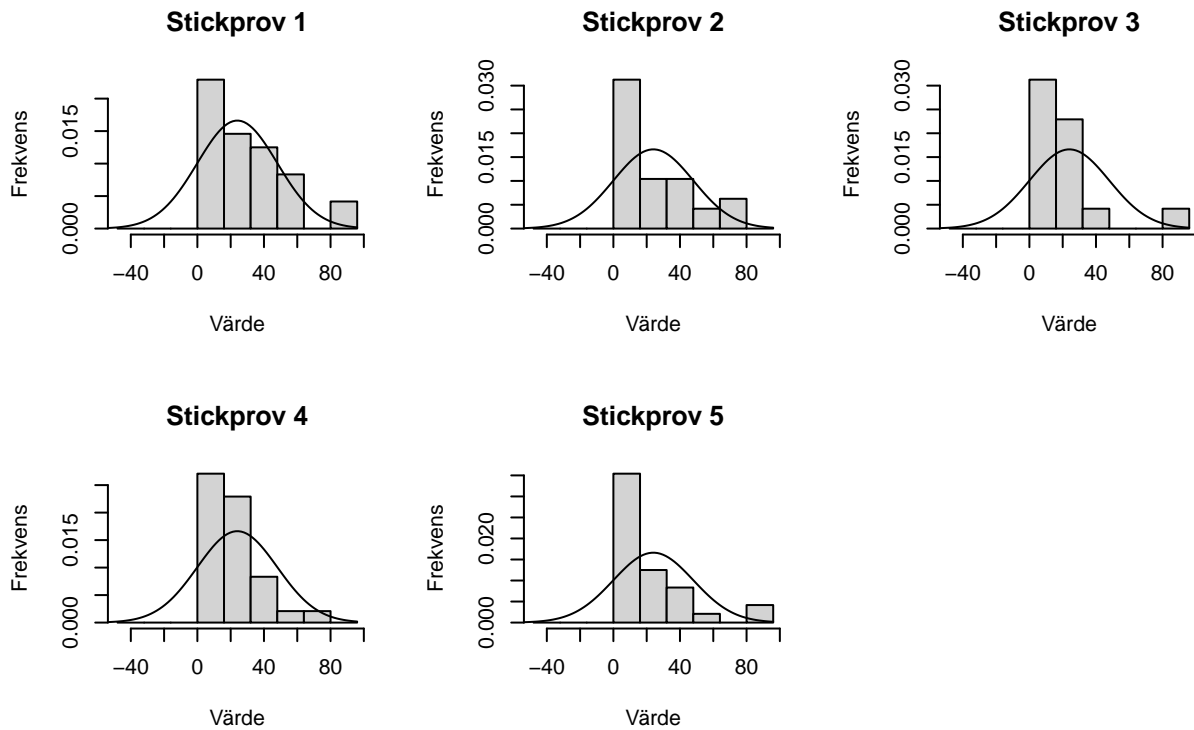 Stickprov 1
Frekvens
0.000 0.015
−40 0 40 80
Värde
Stickprov 2
Frekvens
0.000 0.015 0.030
−40 0 40 80
Värde
Stickprov 3
Frekvens
0.000 0.015 0.030
−40 0 40 80
Värde
Stickprov 4
Frekvens
0.000 0.015
−40 0 40 80
Värde
Stickprov 5
Frekvens
0.000 0.020
−40 0 40 80
Värde